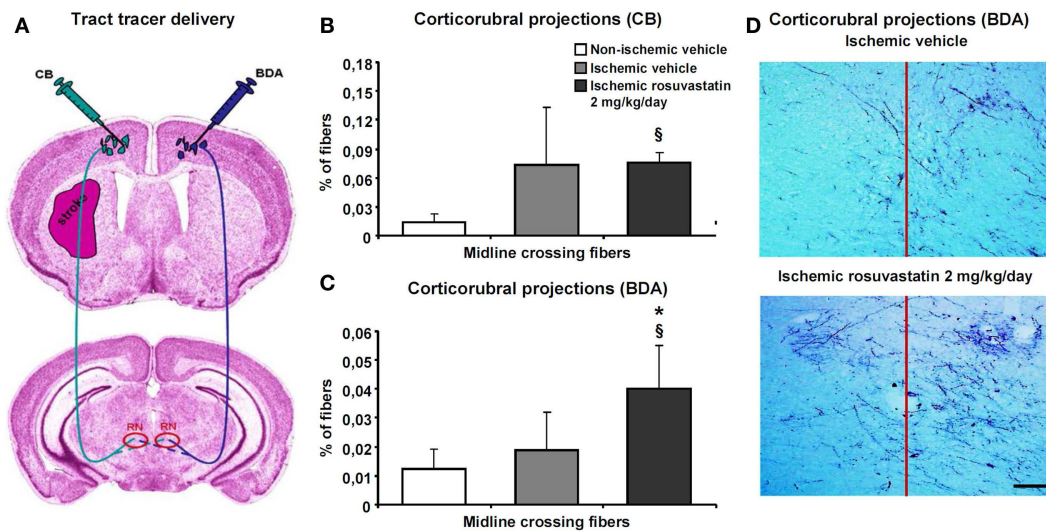 A
Tract tracer delivery
CB
BDA
stroke
RN
RN
B
Corticorubral projections (CB)
Non-ischemic vehicle
Ischemic vehicle
Ischemic rosuvastatin
2 mg/kg/day
% of fibers
0,18
0,15
0,12
0,09
0,06
0,03
0
§
Midline crossing fibers
C
Corticorubral projections (BDA)
% of fibers
0,06
0,05
0,04
0,03
0,02
0,01
0
*
§
Midline crossing fibers
D
Corticorubral projections (BDA)
Ischemic vehicle
Ischemic rosuvastatin 2 mg/kg/day